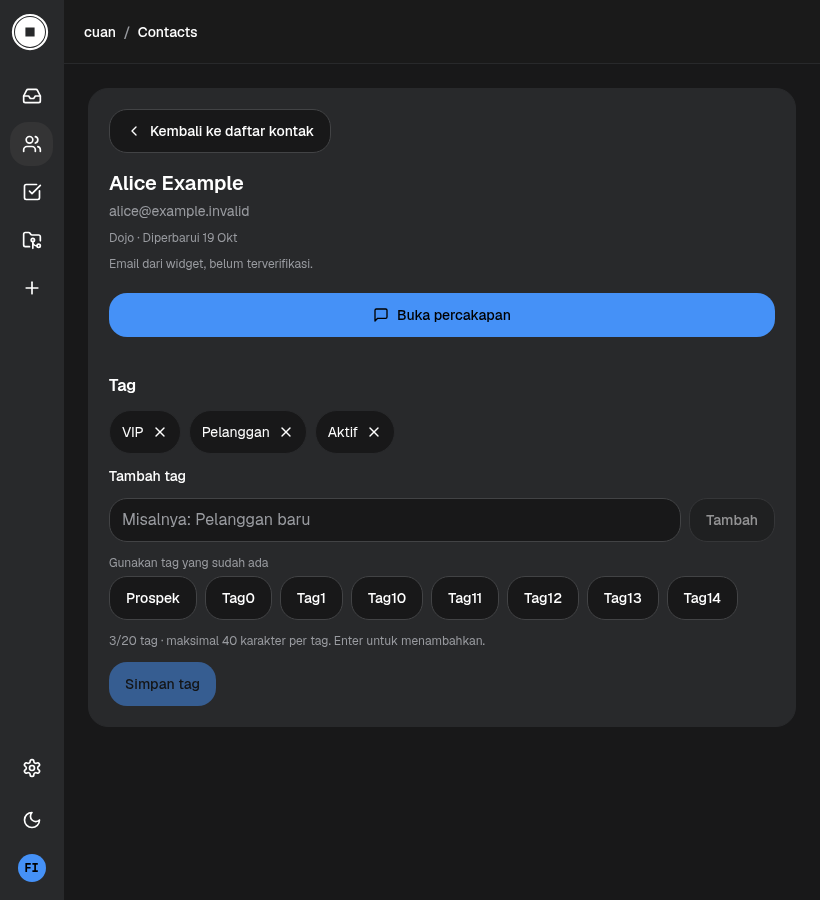 cuan / Contacts
Kembali ke daftar kontak
Alice Example
alice@example.invalid
Dojo · Diperbarui 19 Okt
Email dari widget, belum terverifikasi.
Buka percakapan
Tag
VIP Pelanggan Aktif
Tambah tag
Misalnya: Pelanggan baru Tambah
Gunakan tag yang sudah ada
Prospek Tag0 Tag1 Tag10 Tag11 Tag12 Tag13 Tag14
3/20 tag · maksimal 40 karakter per tag. Enter untuk menambahkan.
Simpan tag
FI